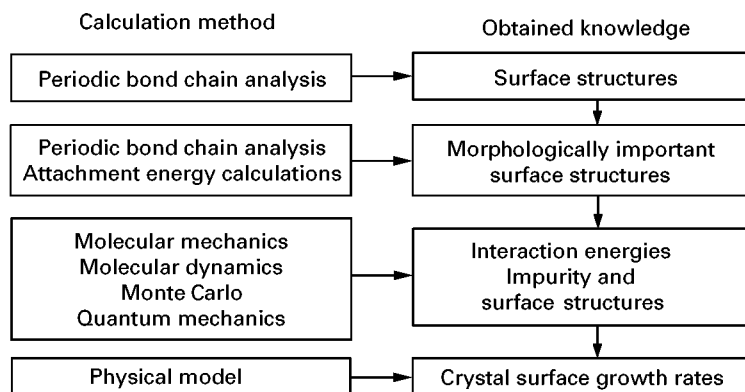 Calculation method
Obtained knowledge
Periodic bond chain analysis
Surface structures
Periodic bond chain analysis
Attachment energy calculations
Morphologically important
surface structures
Molecular mechanics
Molecular dynamics
Monte Carlo
Quantum mechanics
Interaction energies
Impurity and
surface structures
Physical model
Crystal surface growth rates